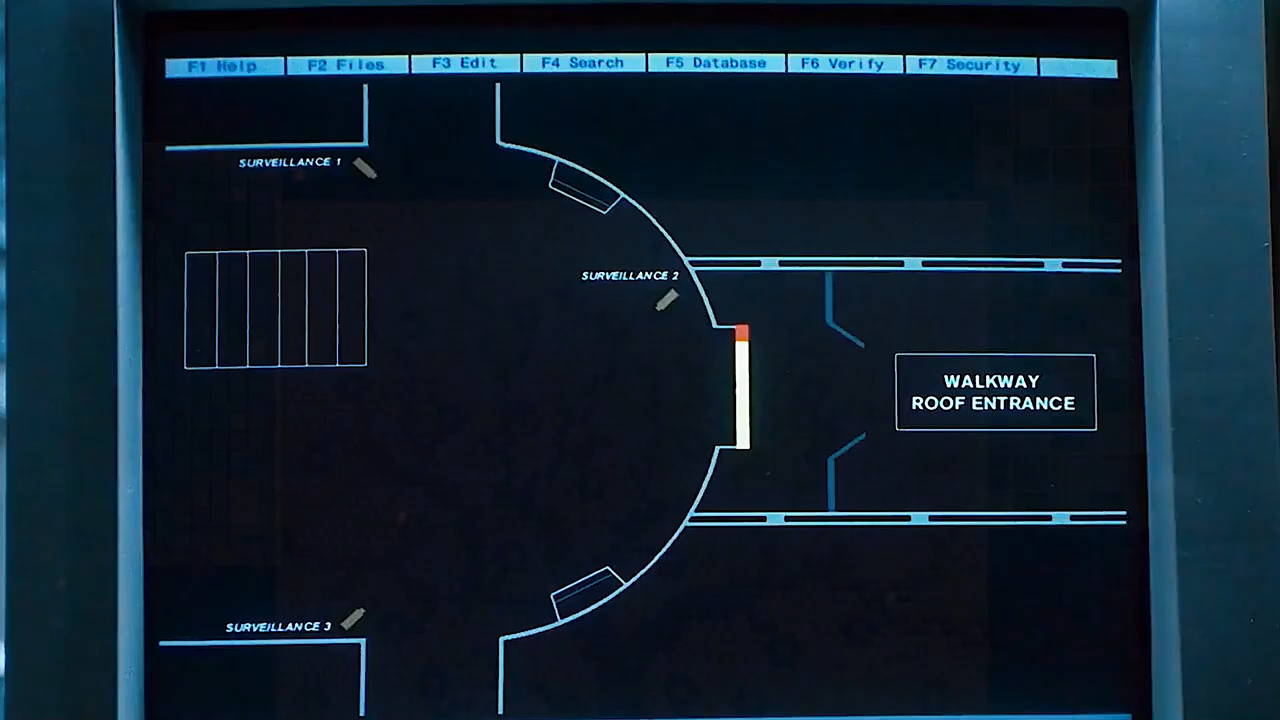 F1 Help F2 Files F3 Edit F4 Search F5 Database F6 Verify F7 Security
SURVEILLANCE 1
SURVEILLANCE 2
WALKWAY
ROOF ENTRANCE
SURVEILLANCE 3